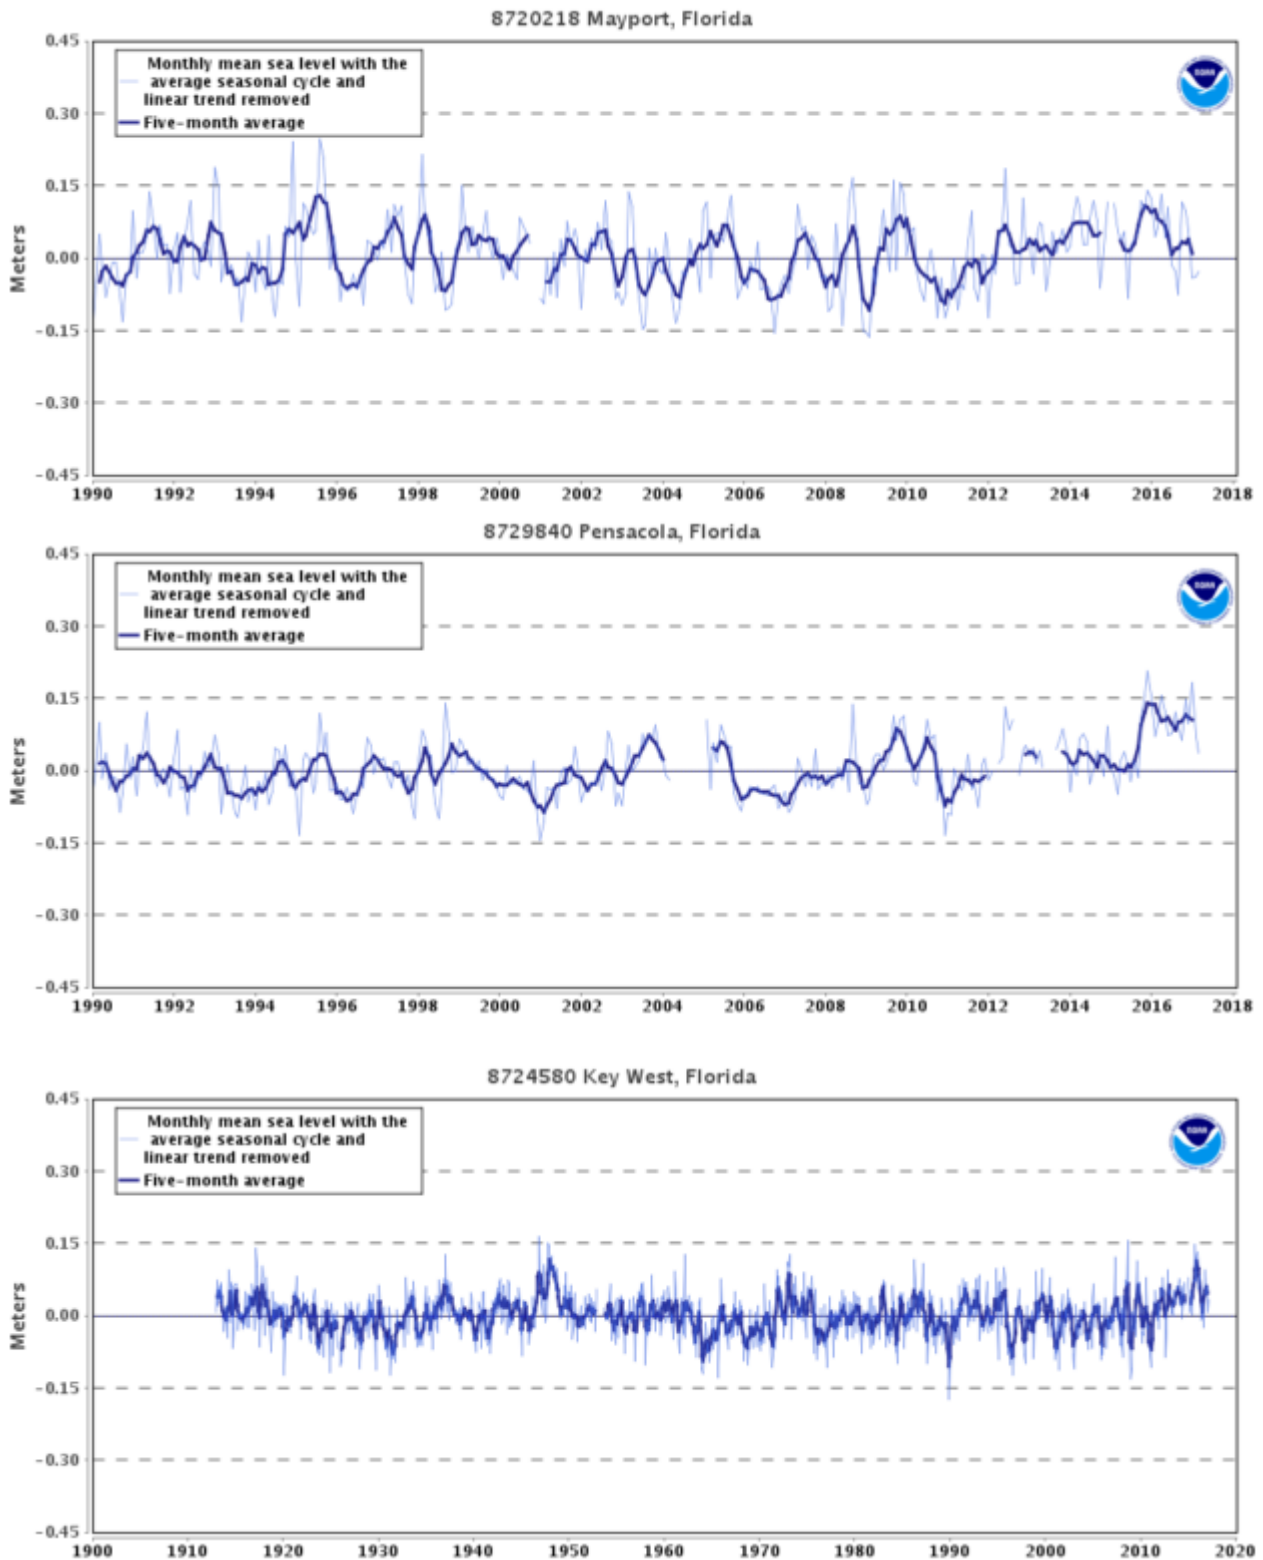 8720218 Mayport, Florida
0.45
Monthly mean sea level with the
average seasonal cycle and
linear trend removed
Five-month average
0.30
0.15
0.00
-0.15
-0.30
-0.45
Meters
1990 1992 1994 1996 1998 2000 2002 2004 2006 2008 2010 2012 2014 2016 2018
8729840 Pensacola, Florida
0.45
Monthly mean sea level with the
average seasonal cycle and
linear trend removed
Five-month average
0.30
0.15
0.00
-0.15
-0.30
-0.45
Meters
1990 1992 1994 1996 1998 2000 2002 2004 2006 2008 2010 2012 2014 2016 2018
8724580 Key West, Florida
0.45
Monthly mean sea level with the
average seasonal cycle and
linear trend removed
Five-month average
0.30
0.15
0.00
-0.15
-0.30
-0.45
Meters
1900 1910 1920 1930 1940 1950 1960 1970 1980 1990 2000 2010 2020